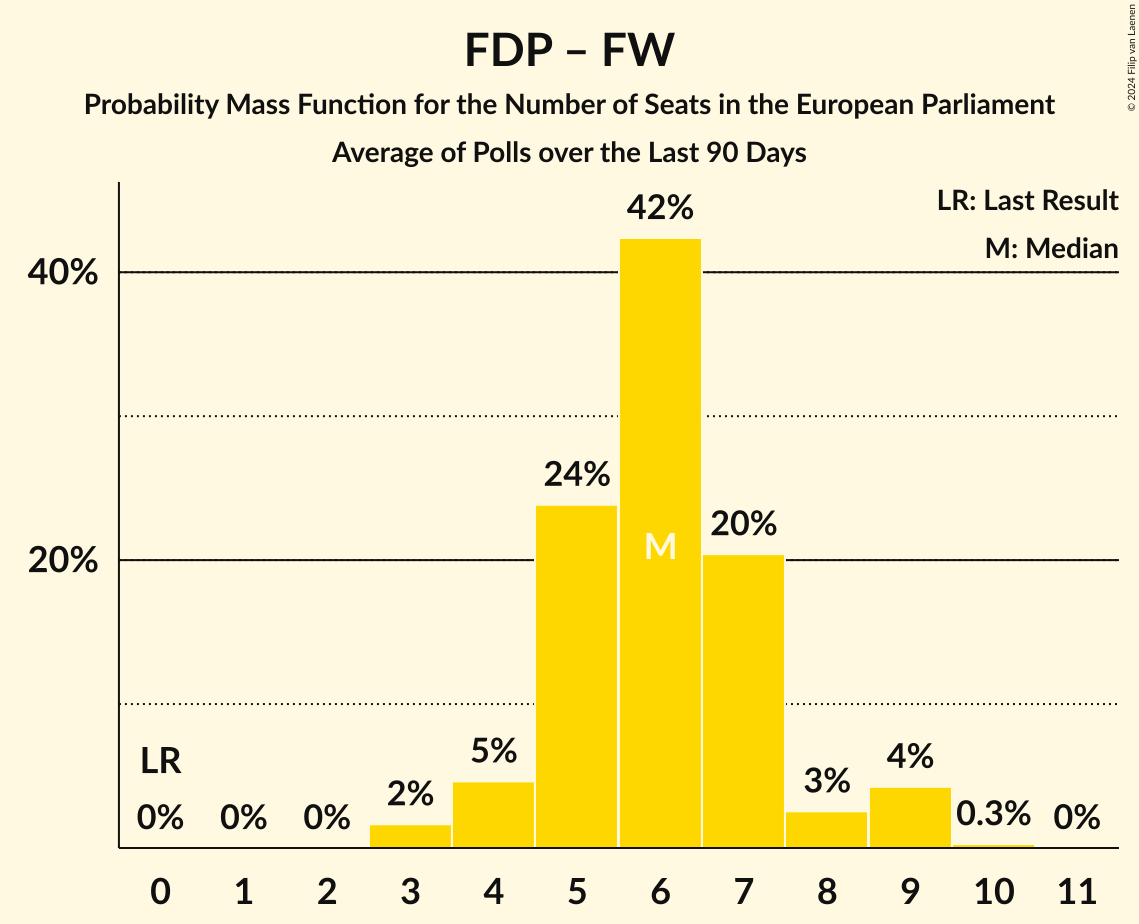 FDP – FW
Probability Mass Function for the Number of Seats in the European Parliament
Average of Polls over the Last 90 Days
© 2024 Filip van Laenen
LR: Last Result
M: Median
42%
40%
24%
20%
M
20%
LR
5%
4%
3%
2%
0%
0%
0%
0.3%
0%
0 1 2 3 4 5 6 7 8 9 10 11